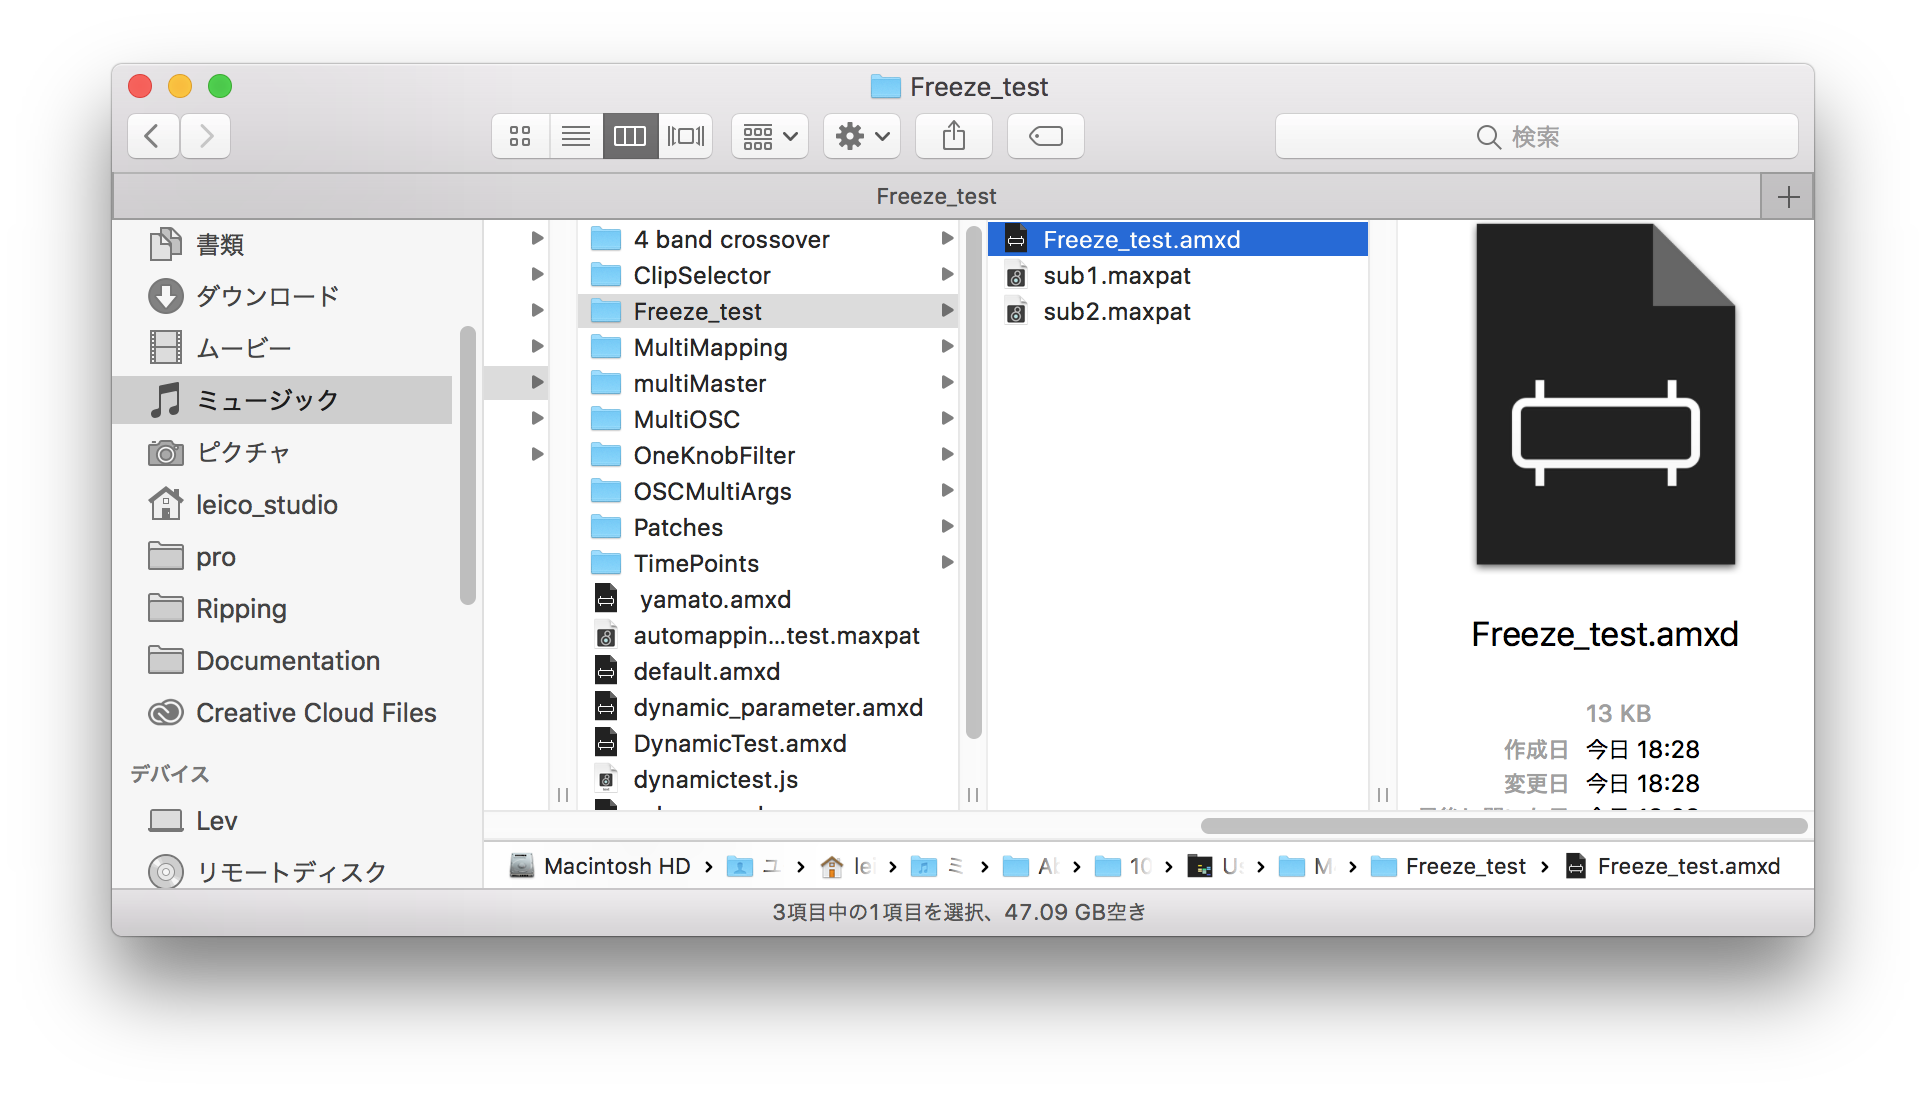 Freeze_test
検索
Freeze_test
書類
ダウンロード
ムービー
ミュージック
ピクチャ
leico_studio
pro
Ripping
Documentation
Creative Cloud Files
デバイス
Lev
リモートディスク
4 band crossover
ClipSelector
Freeze_test
MultiMapping
multiMaster
MultiOSC
OneKnobFilter
OSCMultiArgs
Patches
TimePoints
yamato.amxd
automappin...test.maxpat
default.amxd
dynamic_parameter.amxd
DynamicTest.amxd
dynamictest.js
Freeze_test.amxd
sub1.maxpat
sub2.maxpat
Freeze_test.amxd
13 KB
作成日 今日 18:28
変更日 今日 18:28
Macintosh HD › ユ › lei › ミ › Ab › 10 › Us › M › Freeze_test › Freeze_test.amxd
3項目中の1項目を選択、47.09 GB空き